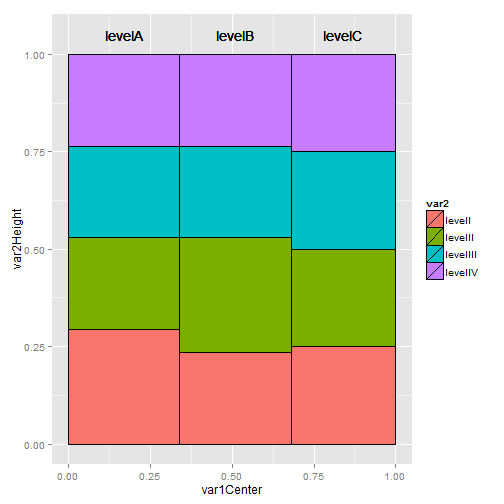 levelA levelB levelC
1.00
0.75
0.50
0.25
0.00
var2Height
0.00 0.25 0.50 0.75 1.00
var1Center
var2
levelI
levelII
levelIII
levelIV